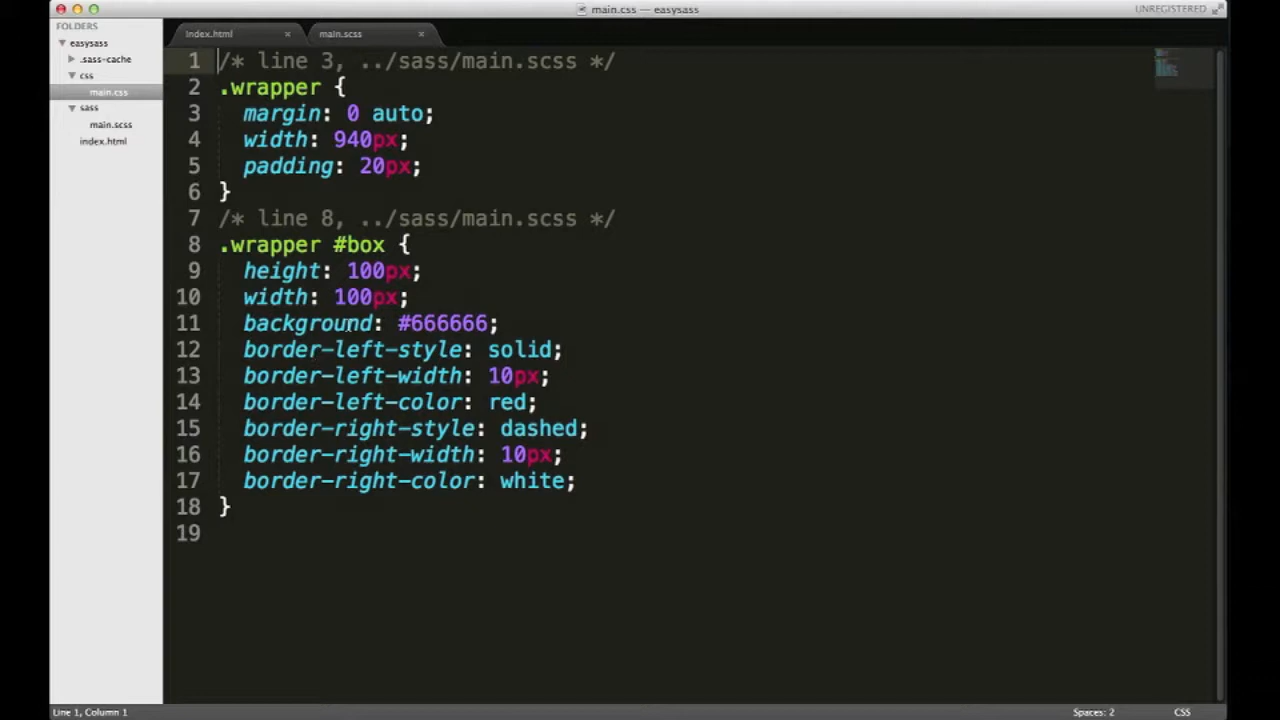 main.css — easysass
UNREGISTERED
FOLDERS
easysass
.sass-cache
css
main.css
sass
main.scss
index.html
index.html
main.scss
1 /* line 3, ../sass/main.scss */
2 .wrapper {
3 margin: 0 auto;
4 width: 940px;
5 padding: 20px;
6 }
7 /* line 8, ../sass/main.scss */
8 .wrapper #box {
9 height: 100px;
10 width: 100px;
11 background: #666666;
12 border-left-style: solid;
13 border-left-width: 10px;
14 border-left-color: red;
15 border-right-style: dashed;
16 border-right-width: 10px;
17 border-right-color: white;
18 }
19
Line 1, Column 1
Spaces: 2
CSS